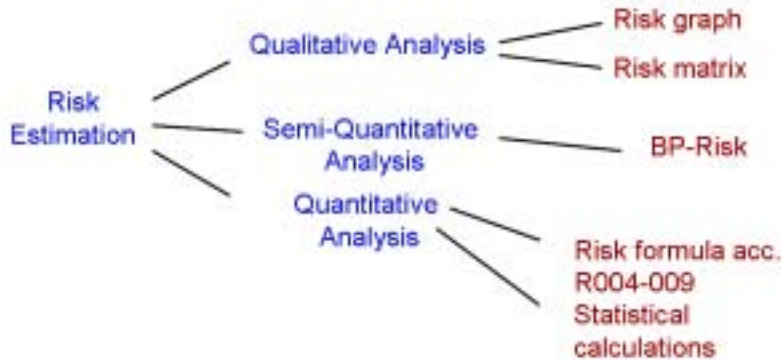 Risk
Estimation
Qualitative Analysis
Risk graph
Risk matrix
Semi-Quantitative
Analysis
BP-Risk
Quantitative
Analysis
Risk formula acc.
R004-009
Statistical
calculations